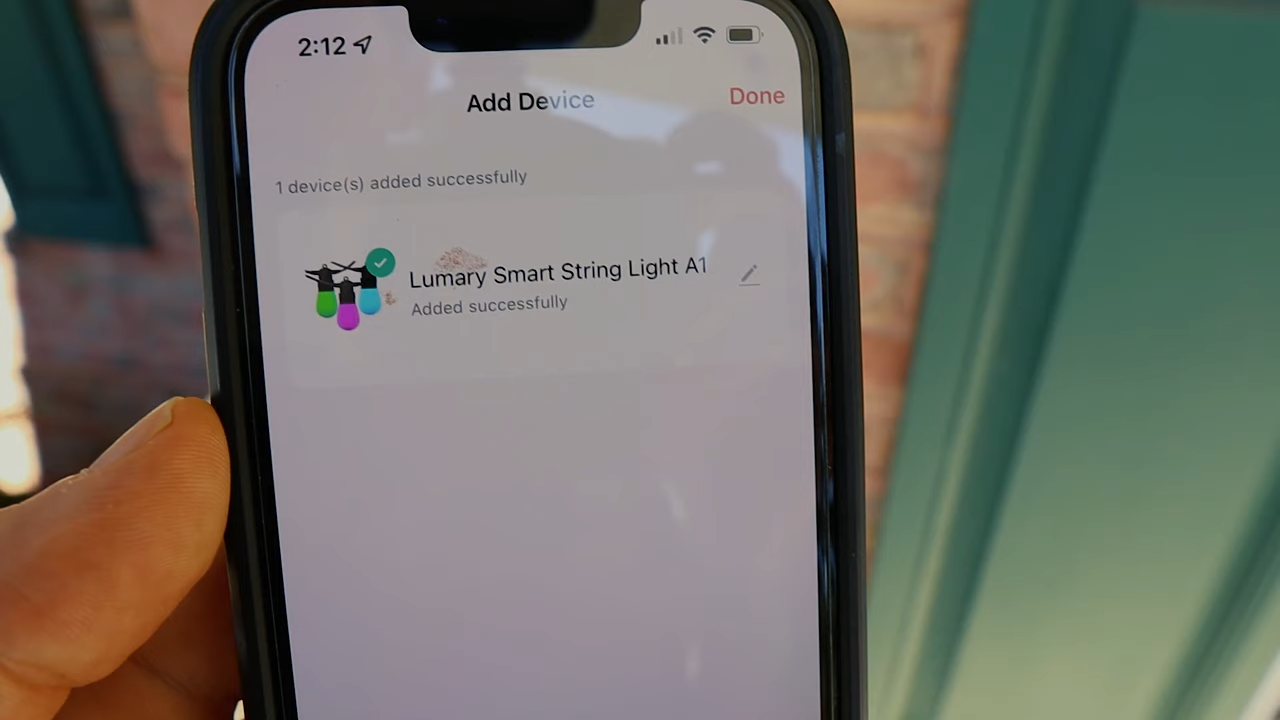 2:12
Add Device
Done
1 device(s) added successfully
Lumary Smart String Light A1
Added successfully